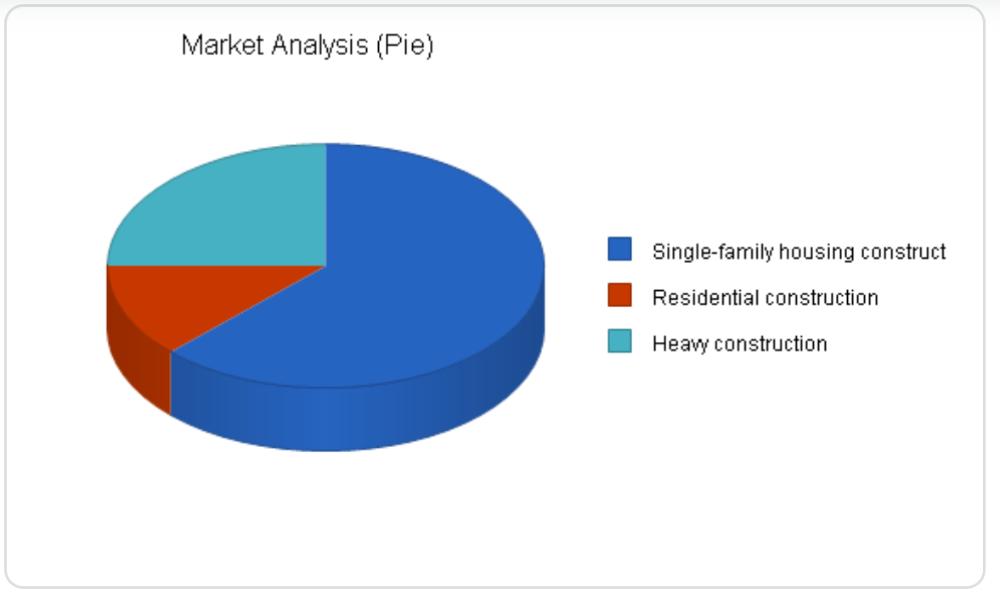 Market Analysis (Pie)
Single-family housing construct
Residential construction
Heavy construction